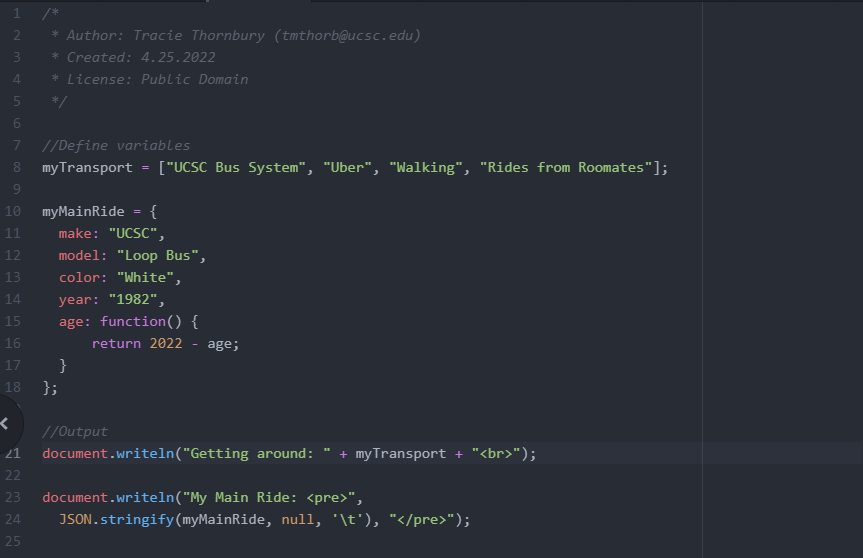 1 /*
2  * Author: Tracie Thornbury (tmthorb@ucsc.edu)
3  * Created: 4.25.2022
4  * License: Public Domain
5  */
6
7 //Define variables
8 myTransport = ["UCSC Bus System", "Uber", "Walking", "Rides from Roomates"];
9
10 myMainRide = {
11   make: "UCSC",
12   model: "Loop Bus",
13   color: "White",
14   year: "1982",
15   age: function() {
16       return 2022 - age;
17   }
18 };
//Output
21 document.writeln("Getting around: " + myTransport + "<br>");
22
23 document.writeln("My Main Ride: <pre>",
24   JSON.stringify(myMainRide, null, '\t'), "</pre>");
25